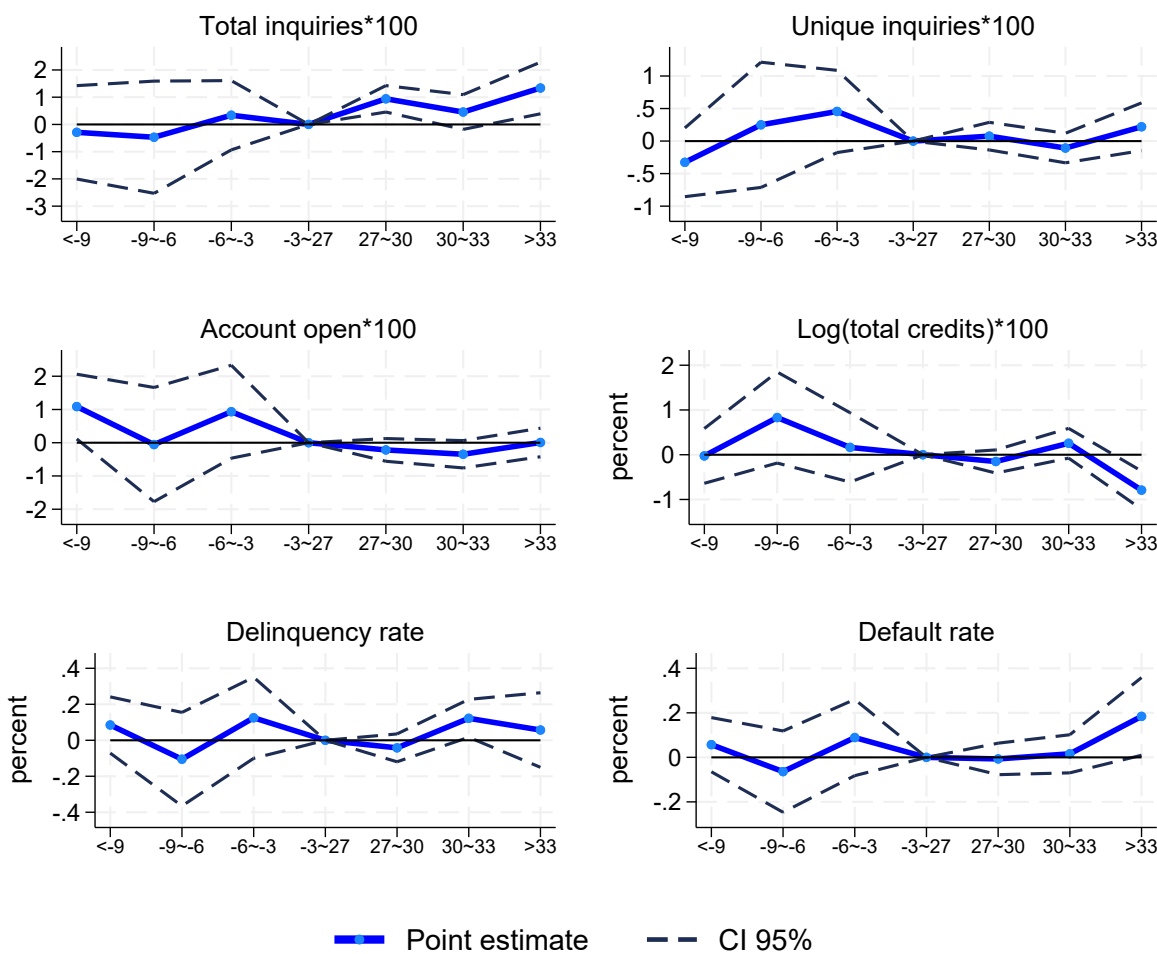 Total inquiries*100
2
1
0
-1
-2
-3
<-9 -9~-6 -6~-3 -3~27 27~30 30~33 >33
Unique inquiries*100
1
.5
0
-.5
-1
<-9 -9~-6 -6~-3 -3~27 27~30 30~33 >33
Account open*100
2
1
0
-1
-2
<-9 -9~-6 -6~-3 -3~27 27~30 30~33 >33
Log(total credits)*100
percent
2
1
0
-1
<-9 -9~-6 -6~-3 -3~27 27~30 30~33 >33
Delinquency rate
percent
.4
.2
0
-.2
-.4
<-9 -9~-6 -6~-3 -3~27 27~30 30~33 >33
Default rate
percent
.4
.2
0
-.2
<-9 -9~-6 -6~-3 -3~27 27~30 30~33 >33
Point estimate CI 95%